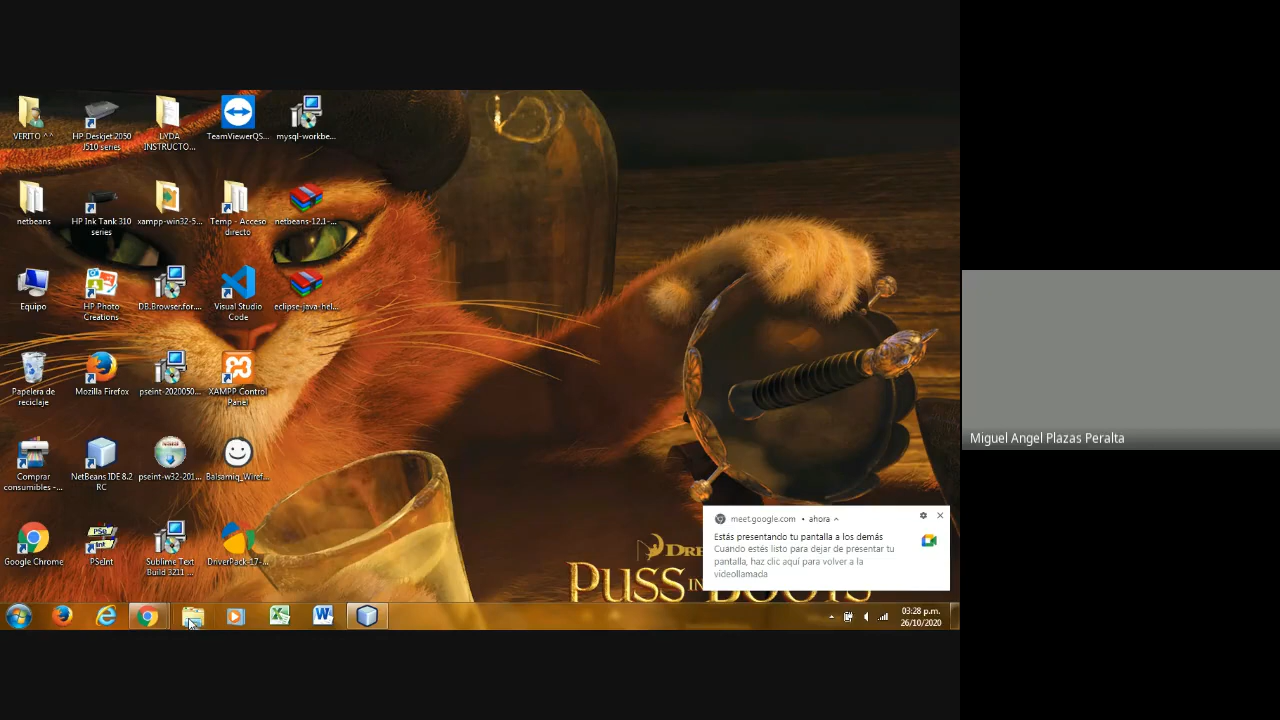 VERITO ^^
HP Deskjet 2050
J510 series
LYDA
INSTRUCTO...
TeamViewerQS...
mysql-workbe...
netbeans
HP Ink Tank 310
series
xampp-win32-5...
Temp - Acceso
directo
netbeans-12.1-...
Equipo
HP Photo
Creations
DB.Browser.for....
Visual Studio
Code
eclipse-java-hel...
Papelera de
reciclaje
Mozilla Firefox
pseint-2020050...
XAMPP Control
Panel
Comprar
consumibles -...
NetBeans IDE 8.2
RC
pseint-w32-201...
Balsamiq_Wiref...
Google Chrome
PSeInt
Sublime Text
Build 3211 ...
DriverPack-17-...
meet.google.com • ahora
Estás presentando tu pantalla a los demás
Cuando estés listo para dejar de presentar tu
pantalla, haz clic aquí para volver a la
videollamada
PUSS IN BOOTS
03:28 p.m.
26/10/2020
Miguel Angel Plazas Peralta